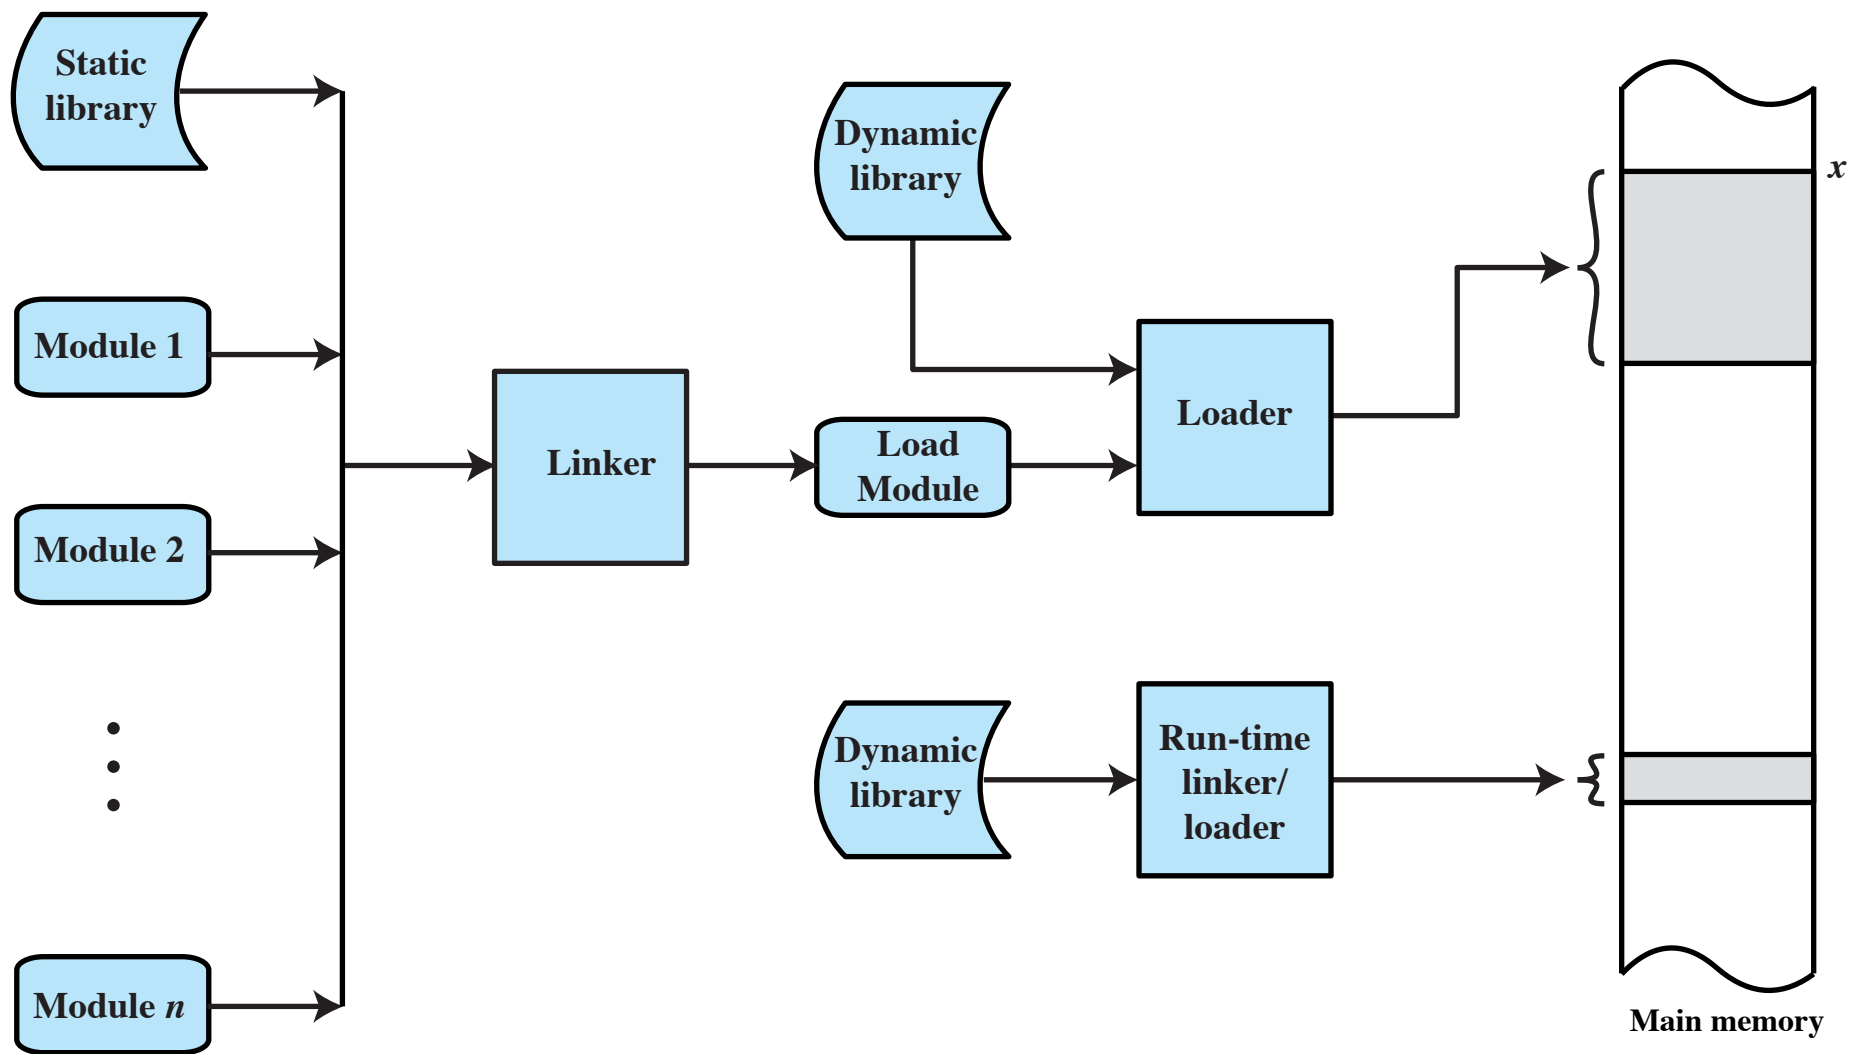 Static
library
Module 1
Module 2
Module n
Linker
Dynamic
library
Load
Module
Loader
Dynamic
library
Run-time
linker/
loader
x
Main memory